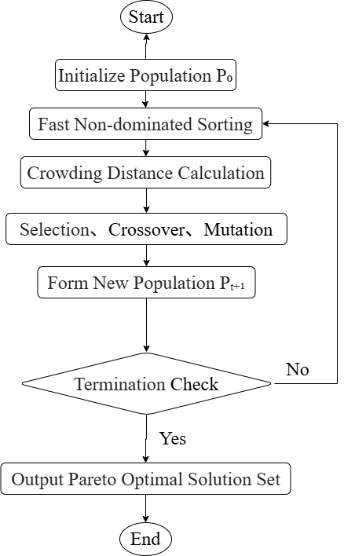 Start
Initialize Population P₀
Fast Non-dominated Sorting
Crowding Distance Calculation
Selection、Crossover、Mutation
Form New Population Pₜ₊₁
Termination Check
No
Yes
Output Pareto Optimal Solution Set
End